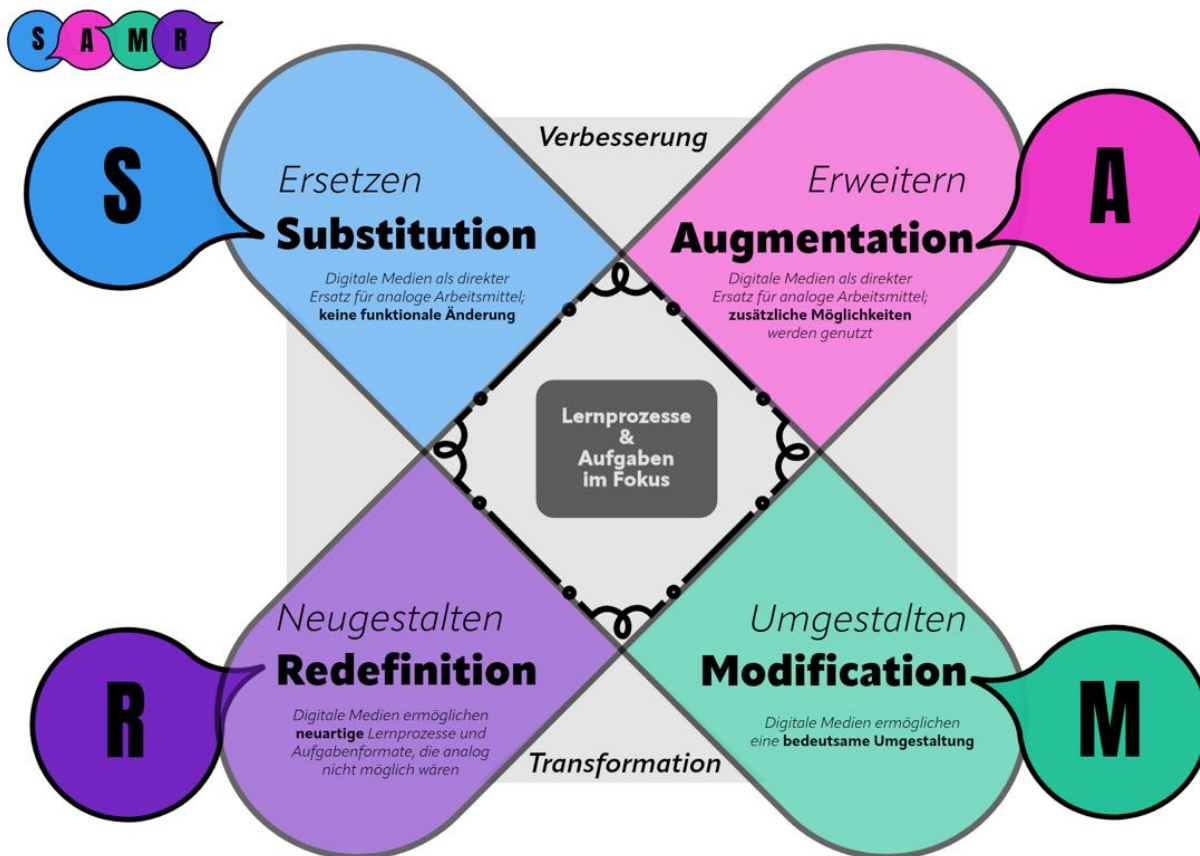 S A M R
Verbesserung
S
Ersetzen
Substitution
Digitale Medien als direkter
Ersatz für analoge Arbeitsmittel;
keine funktionale Änderung
A
Erweitern
Augmentation
Digitale Medien als direkter
Ersatz für analoge Arbeitsmittel;
zusätzliche Möglichkeiten
werden genutzt
Lernprozesse
&
Aufgaben
im Fokus
R
Neugestalten
Redefinition
Digitale Medien ermöglichen
neuartige Lernprozesse und
Aufgabenformate, die analog
nicht möglich wären
M
Umgestalten
Modification
Digitale Medien ermöglichen
eine bedeutsame Umgestaltung
Transformation